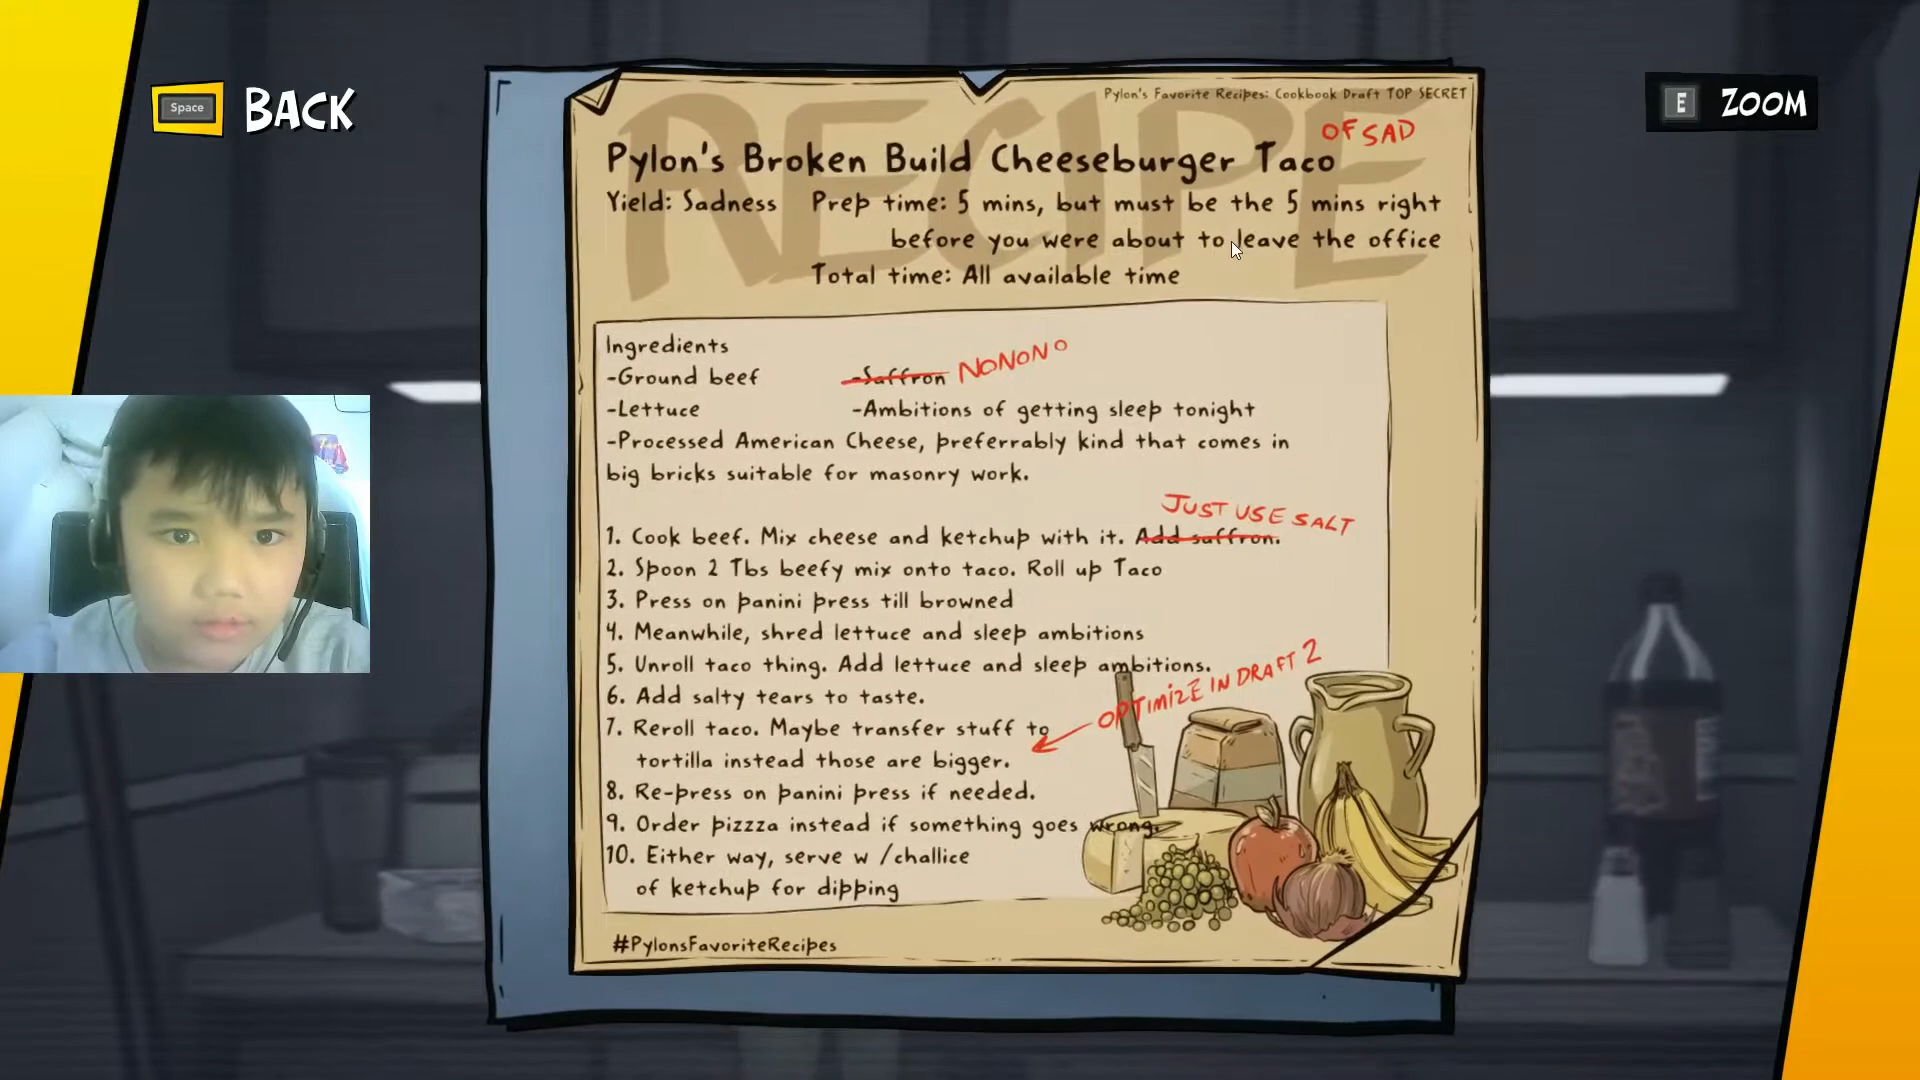 Space BACK
E ZOOM
Pylon's Favorite Recipes: Cookbook Draft TOP SECRET
RECIPE
OF SAD
Pylon's Broken Build Cheeseburger Taco
Yield: Sadness Prep time: 5 mins, but must be the 5 mins right
before you were about to leave the office
Total time: All available time
Ingredients
-Ground beef -Saffron NONONO
-Lettuce -Ambitions of getting sleep tonight
-Processed American Cheese, preferrably kind that comes in
big bricks suitable for masonry work.
JUST USE SALT
1. Cook beef. Mix cheese and ketchup with it. Add saffron.
2. Spoon 2 Tbs beefy mix onto taco. Roll up Taco
3. Press on panini press till browned
4. Meanwhile, shred lettuce and sleep ambitions
5. Unroll taco thing. Add lettuce and sleep ambitions.
OPTIMIZE IN DRAFT 2
6. Add salty tears to taste.
7. Reroll taco. Maybe transfer stuff to
tortilla instead those are bigger.
8. Re-press on panini press if needed.
9. Order pizzza instead if something goes wrong.
10. Either way, serve w /challice
of ketchup for dipping
#PylonsFavoriteRecipes